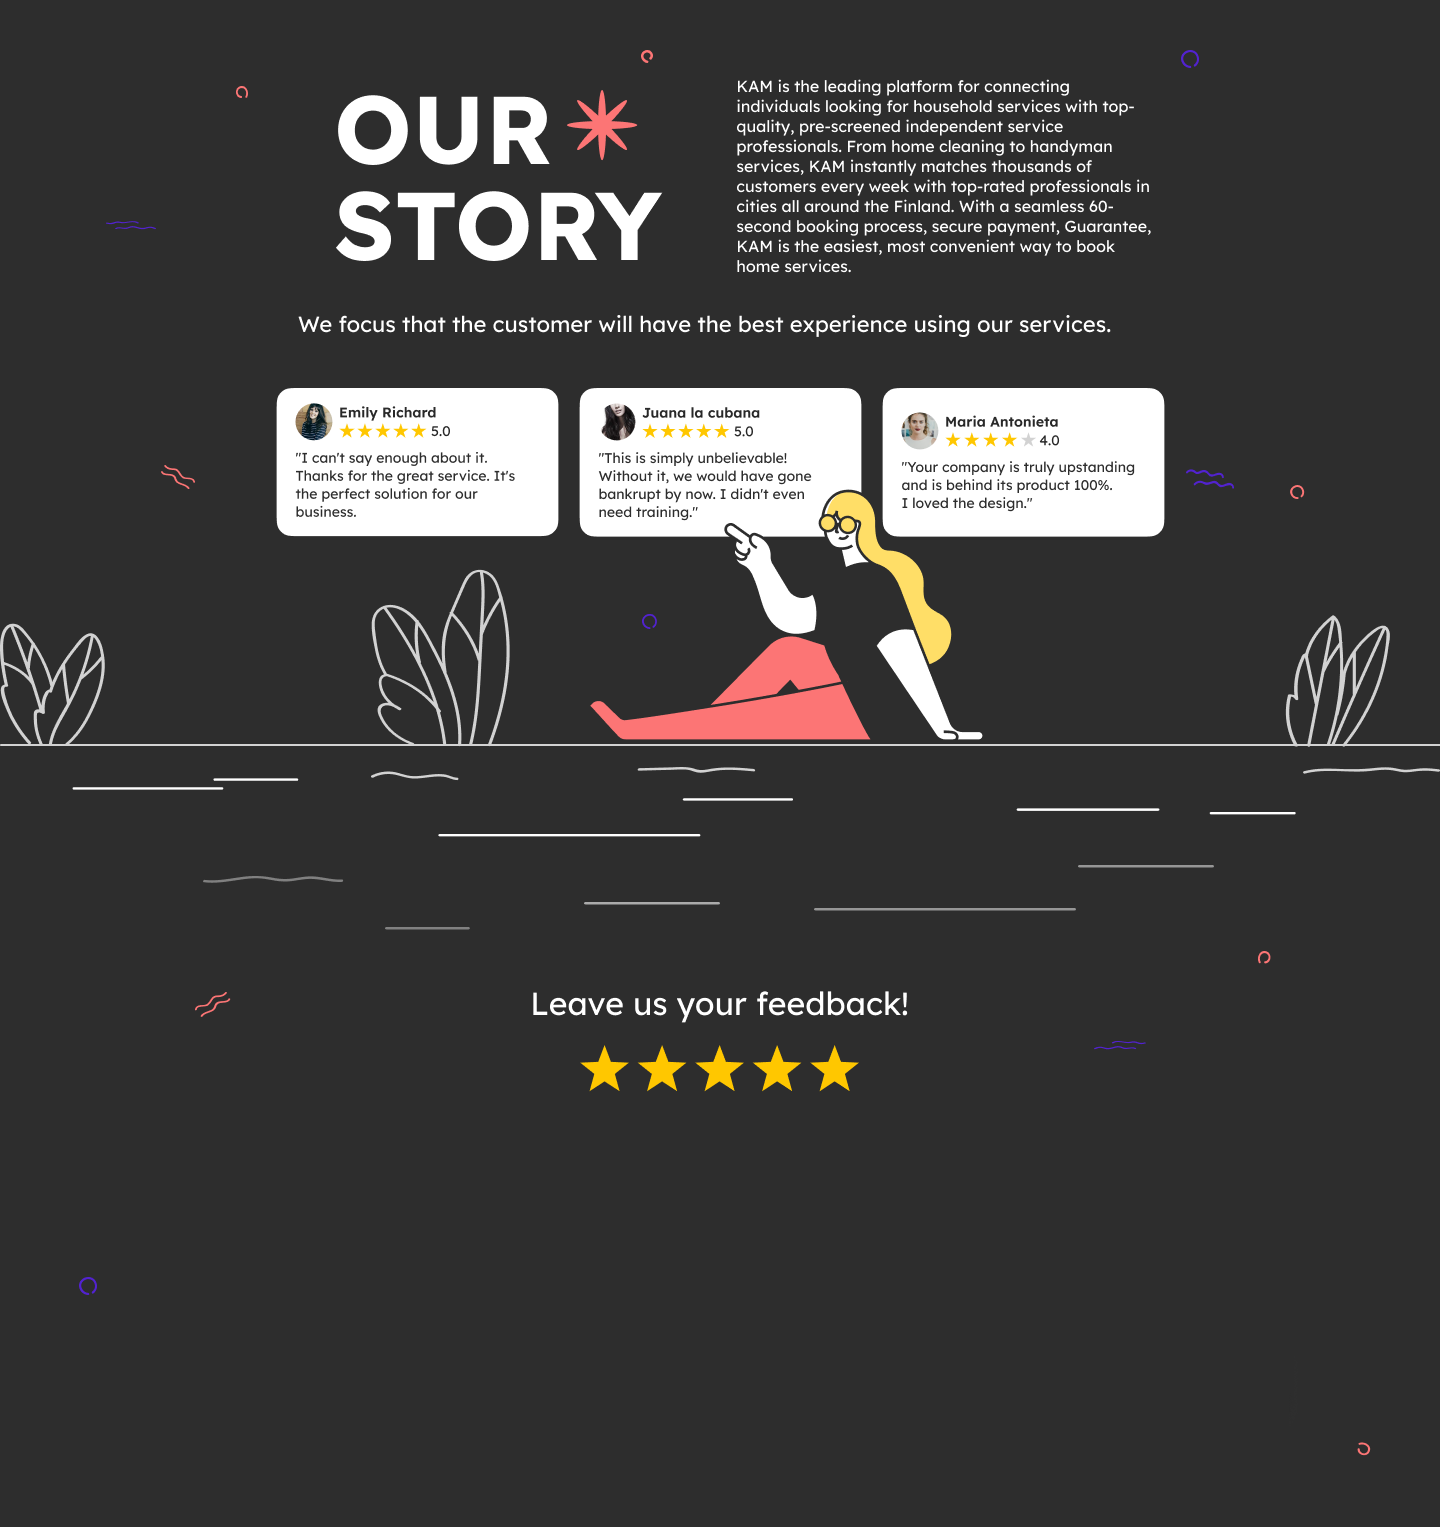 OUR
STORY
KAM is the leading platform for connecting
individuals looking for household services with top-
quality, pre-screened independent service
professionals. From home cleaning to handyman
services, KAM instantly matches thousands of
customers every week with top-rated professionals in
cities all around the Finland. With a seamless 60-
second booking process, secure payment, Guarantee,
KAM is the easiest, most convenient way to book
home services.
We focus that the customer will have the best experience using our services.
Emily Richard
5.0
"I can't say enough about it.
Thanks for the great service. It's
the perfect solution for our
business.
Juana la cubana
5.0
"This is simply unbelievable!
Without it, we would have gone
bankrupt by now. I didn't even
need training."
Maria Antonieta
4.0
"Your company is truly upstanding
and is behind its product 100%.
I loved the design."
Leave us your feedback!